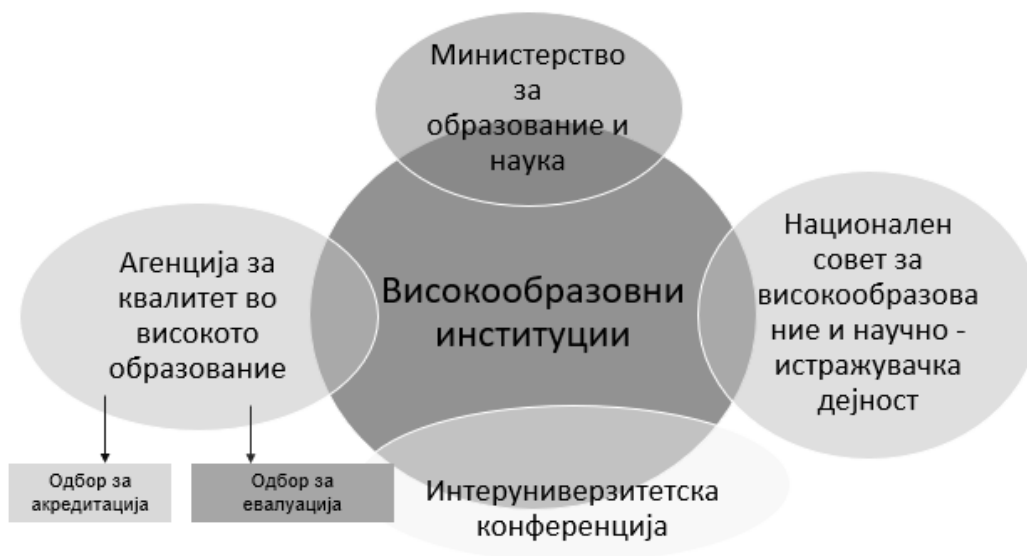 Министерство
за
образование и
наука
Агенција за
квалитет во
високото
образование
Високообразовни
институции
Национален
совет за
високообразова
ние и научно -
истражувачка
дејност
Одбор за
акредитација
Одбор за
евалуација
Интеруниверзитетска
конференција